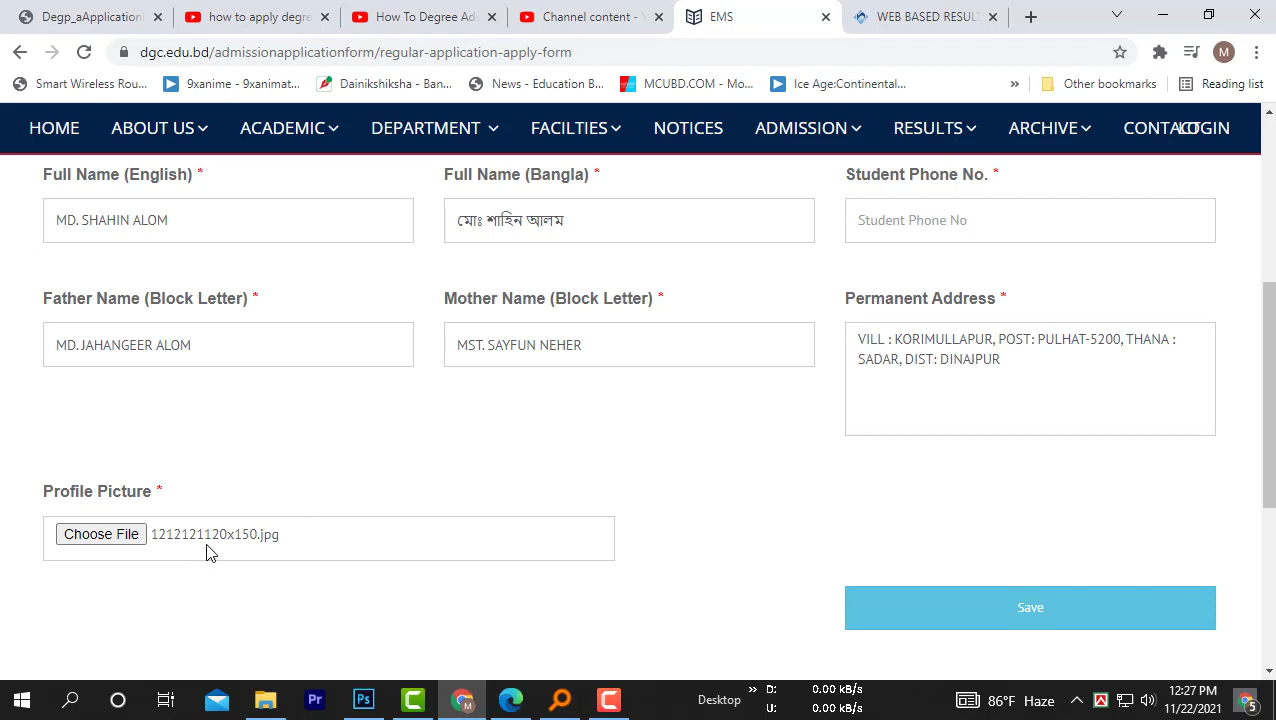 Degp_aApplication
how to apply degre
How To Degree Ad
Channel content - Y
EMS
WEB BASED RESUL
dgc.edu.bd/admissionapplicationform/regular-application-apply-form
M
Smart Wireless Rou...
9xanime - 9xanimat...
Dainikshiksha - Ban...
News - Education B...
MCUBD.COM - Mo...
Ice Age:Continental...
»
Other bookmarks
Reading list
HOME
ABOUT US
ACADEMIC
DEPARTMENT
FACILTIES
NOTICES
ADMISSION
RESULTS
ARCHIVE
CONTACT
LOGIN
Full Name (English) *
Full Name (Bangla) *
Student Phone No. *
MD. SHAHIN ALOM
মোঃ শাহিন আলম
Student Phone No
Father Name (Block Letter) *
Mother Name (Block Letter) *
Permanent Address *
MD. JAHANGEER ALOM
MST. SAYFUN NEHER
VILL : KORIMULLAPUR, POST: PULHAT-5200, THANA :
SADAR, DIST: DINAJPUR
Profile Picture *
Choose File 1212121120x150.jpg
Save
Pr
Ps
M
Desktop
»
D: 0.00 kB/s
U: 0.00 kB/s
86°F Haze
12:27 PM
11/22/2021
5